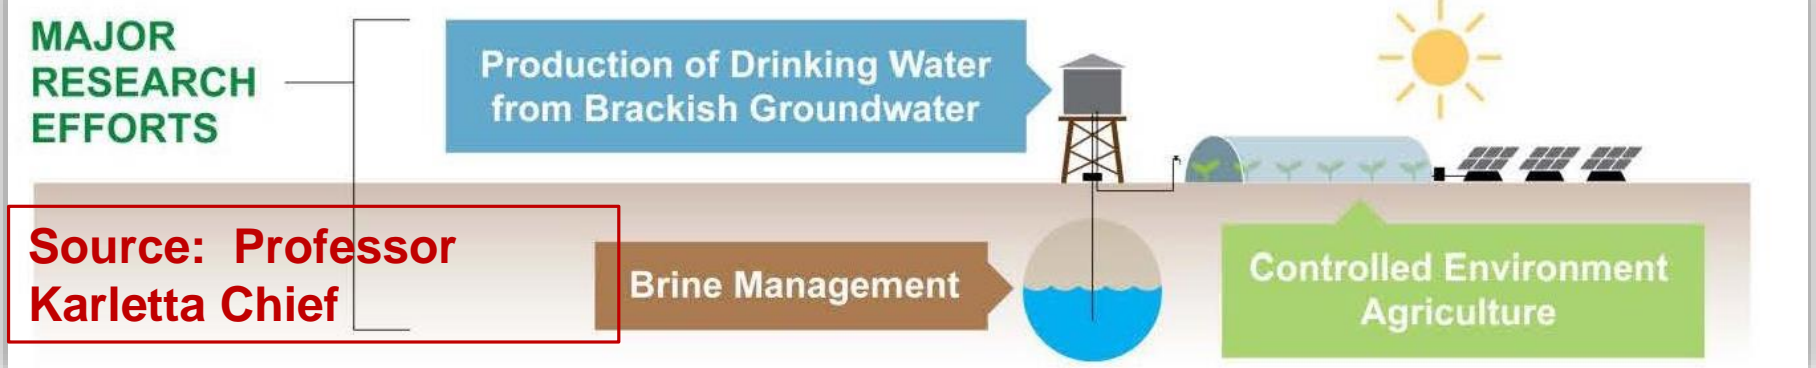 MAJOR
RESEARCH
EFFORTS
Production of Drinking Water
from Brackish Groundwater
Source:  Professor
Karletta Chief
Brine Management
Controlled Environment
Agriculture